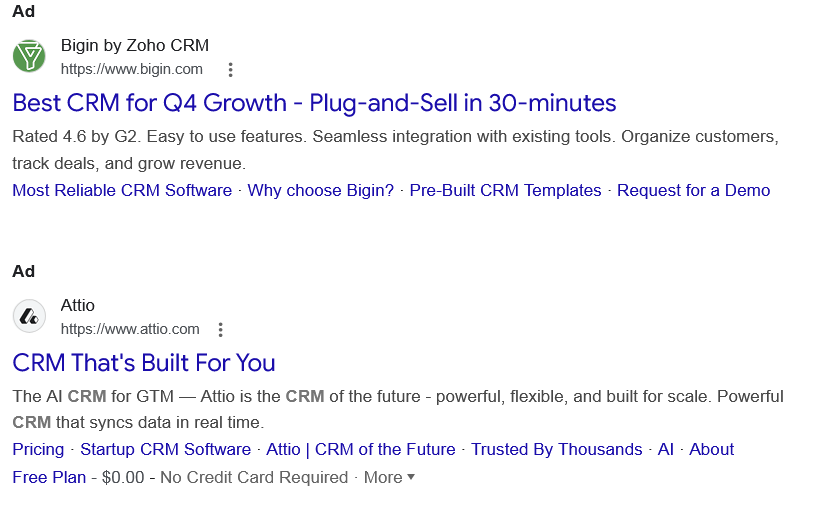 Ad
Bigin by Zoho CRM
https://www.bigin.com
Best CRM for Q4 Growth - Plug-and-Sell in 30-minutes
Rated 4.6 by G2. Easy to use features. Seamless integration with existing tools. Organize customers,
track deals, and grow revenue.
Most Reliable CRM Software · Why choose Bigin? · Pre-Built CRM Templates · Request for a Demo
Ad
Attio
https://www.attio.com
CRM That's Built For You
The AI CRM for GTM — Attio is the CRM of the future - powerful, flexible, and built for scale. Powerful
CRM that syncs data in real time.
Pricing · Startup CRM Software · Attio | CRM of the Future · Trusted By Thousands · AI · About
Free Plan - $0.00 - No Credit Card Required · More